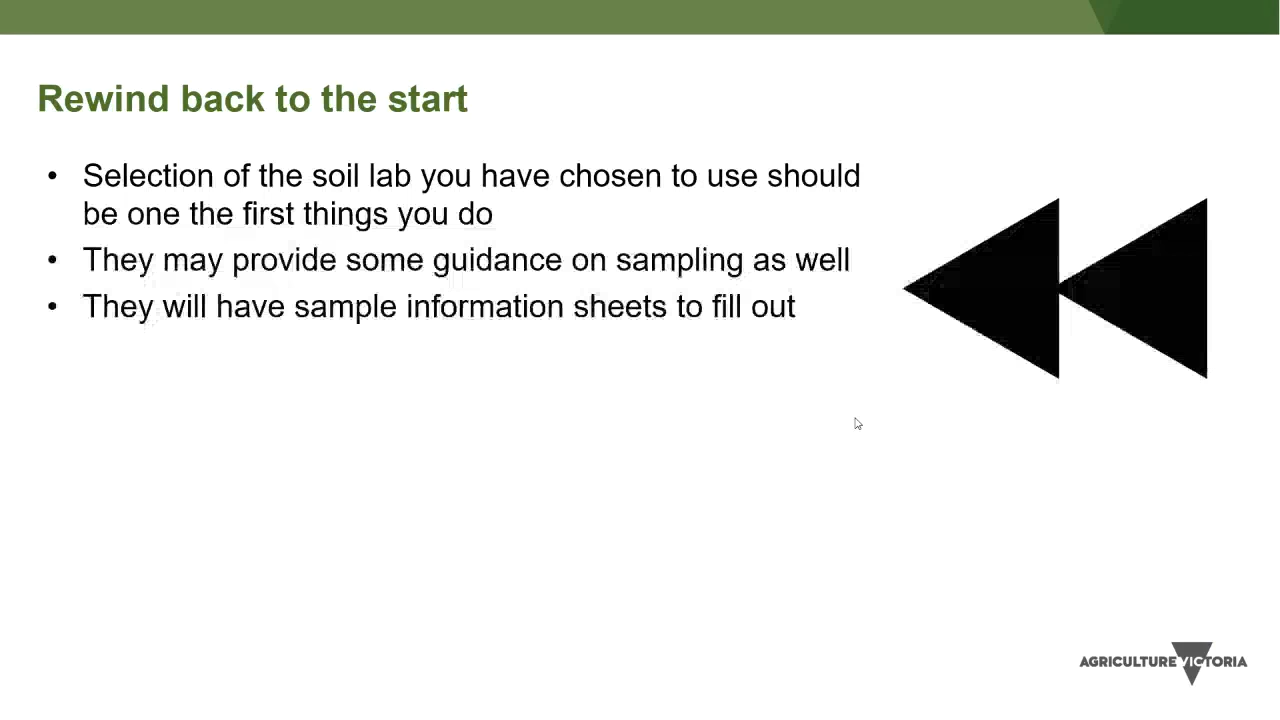 Rewind back to the start
• Selection of the soil lab you have chosen to use should
be one the first things you do
• They may provide some guidance on sampling as well
• They will have sample information sheets to fill out
AGRICULTURE VICTORIA